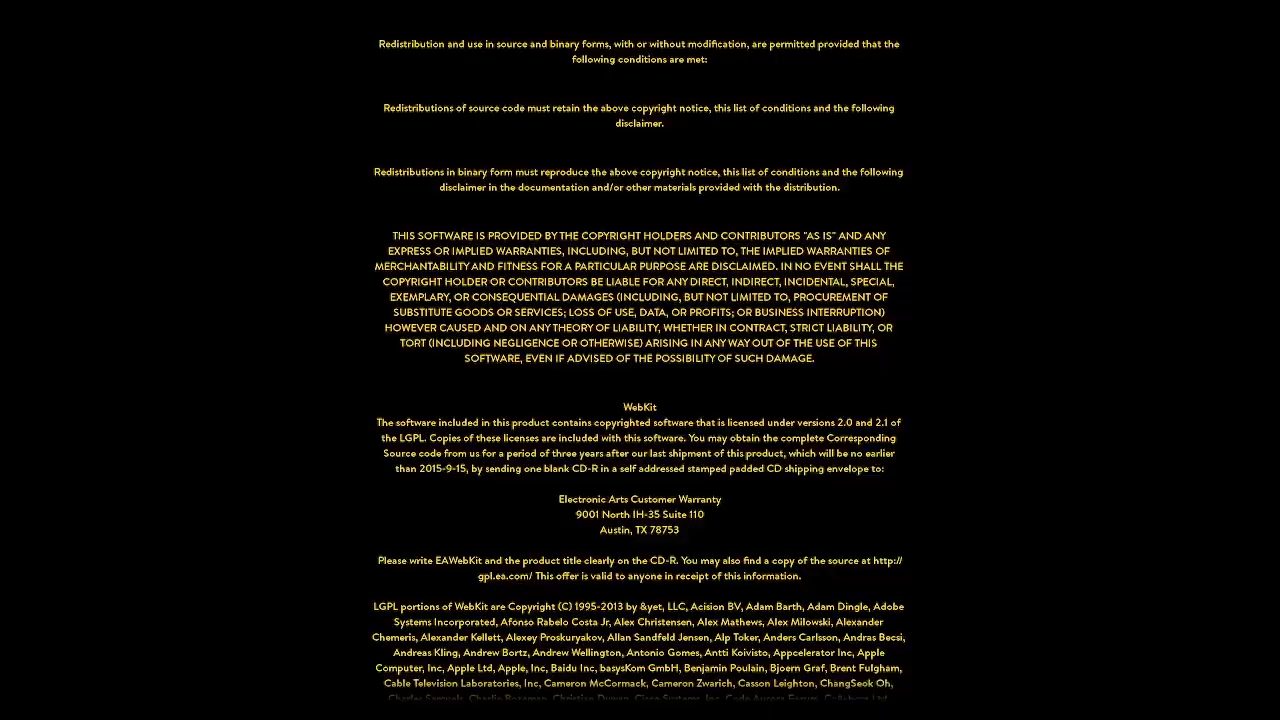 Redistribution and use in source and binary forms, with or without modification, are permitted provided that the
following conditions are met:
Redistributions of source code must retain the above copyright notice, this list of conditions and the following
disclaimer.
Redistributions in binary form must reproduce the above copyright notice, this list of conditions and the following
disclaimer in the documentation and/or other materials provided with the distribution.
THIS SOFTWARE IS PROVIDED BY THE COPYRIGHT HOLDERS AND CONTRIBUTORS "AS IS" AND ANY
EXPRESS OR IMPLIED WARRANTIES, INCLUDING, BUT NOT LIMITED TO, THE IMPLIED WARRANTIES OF
MERCHANTABILITY AND FITNESS FOR A PARTICULAR PURPOSE ARE DISCLAIMED. IN NO EVENT SHALL THE
COPYRIGHT HOLDER OR CONTRIBUTORS BE LIABLE FOR ANY DIRECT, INDIRECT, INCIDENTAL, SPECIAL,
EXEMPLARY, OR CONSEQUENTIAL DAMAGES (INCLUDING, BUT NOT LIMITED TO, PROCUREMENT OF
SUBSTITUTE GOODS OR SERVICES; LOSS OF USE, DATA, OR PROFITS; OR BUSINESS INTERRUPTION)
HOWEVER CAUSED AND ON ANY THEORY OF LIABILITY, WHETHER IN CONTRACT, STRICT LIABILITY, OR
TORT (INCLUDING NEGLIGENCE OR OTHERWISE) ARISING IN ANY WAY OUT OF THE USE OF THIS
SOFTWARE, EVEN IF ADVISED OF THE POSSIBILITY OF SUCH DAMAGE.
WebKit
The software included in this product contains copyrighted software that is licensed under versions 2.0 and 2.1 of
the LGPL. Copies of these licenses are included with this software. You may obtain the complete Corresponding
Source code from us for a period of three years after our last shipment of this product, which will be no earlier
than 2015-9-15, by sending one blank CD-R in a self addressed stamped padded CD shipping envelope to:
Electronic Arts Customer Warranty
9001 North IH-35 Suite 110
Austin, TX 78753
Please write EAWebKit and the product title clearly on the CD-R. You may also find a copy of the source at http://
gpl.ea.com/ This offer is valid to anyone in receipt of this information.
LGPL portions of WebKit are Copyright (C) 1995-2013 by &yet, LLC, Acision BV, Adam Barth, Adam Dingle, Adobe
Systems Incorporated, Afonso Rabelo Costa Jr, Alex Christensen, Alex Mathews, Alex Milowski, Alexander
Chemeris, Alexander Kellett, Alexey Proskuryakov, Allan Sandfeld Jensen, Alp Toker, Anders Carlsson, Andras Becsi,
Andreas Kling, Andrew Bortz, Andrew Wellington, Antonio Gomes, Antti Koivisto, Appcelerator Inc, Apple
Computer, Inc, Apple Ltd, Apple, Inc, Baidu Inc, basysKom GmbH, Benjamin Poulain, Bjoern Graf, Brent Fulgham,
Cable Television Laboratories, Inc, Cameron McCormack, Cameron Zwarich, Casson Leighton, ChangSeok Oh,